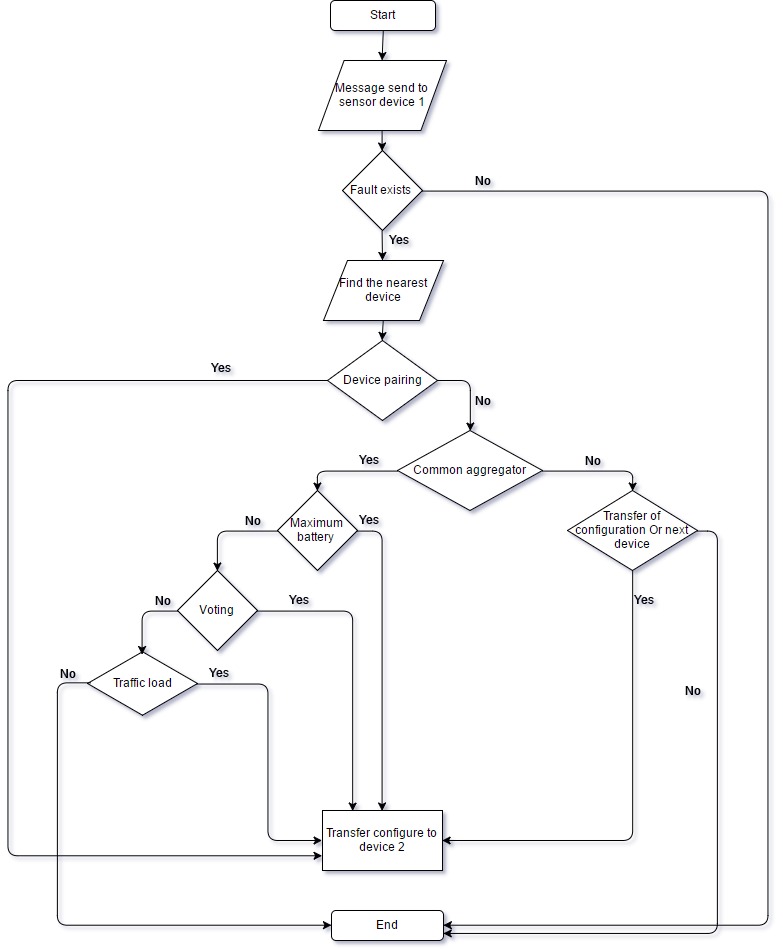 Start
Message send to
sensor device 1
Fault exists
No
Yes
Find the nearest
device
Yes
Device pairing
No
Yes
Common aggregator
No
No
Maximum
battery
Yes
Transfer of
configuration Or next
device
No
Voting
Yes
Yes
No
Traffic load
Yes
No
Transfer configure to
device 2
End